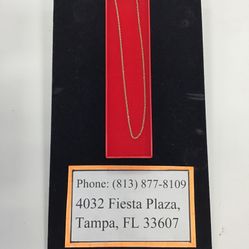 Phone: (813) 877-8109
4032 Fiesta Plaza,
Tampa, FL 33607